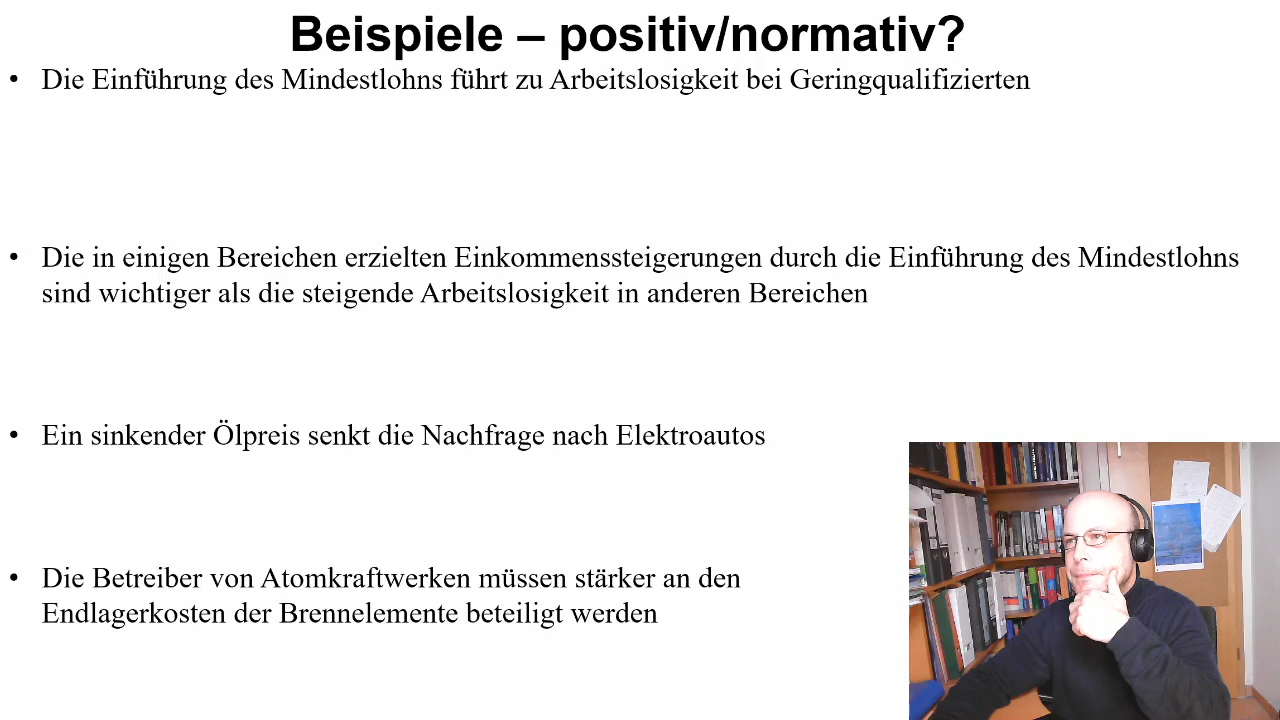 Beispiele – positiv/normativ?
• Die Einführung des Mindestlohns führt zu Arbeitslosigkeit bei Geringqualifizierten
• Die in einigen Bereichen erzielten Einkommenssteigerungen durch die Einführung des Mindestlohns
sind wichtiger als die steigende Arbeitslosigkeit in anderen Bereichen
• Ein sinkender Ölpreis senkt die Nachfrage nach Elektroautos
• Die Betreiber von Atomkraftwerken müssen stärker an den
Endlagerkosten der Brennelemente beteiligt werden